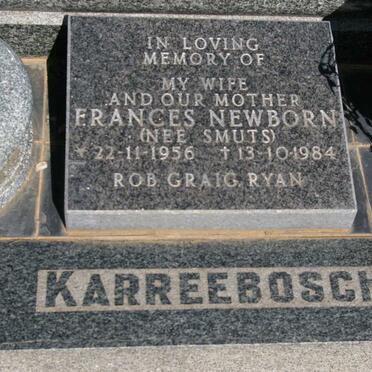 IN LOVING
MEMORY OF
MY WIFE
AND OUR MOTHER
FRANCES NEWBORN
(NEE SMUTS)
* 22-11-1956 † 13-10-1984
ROB GRAIG, RYAN
KARREEBOSCH